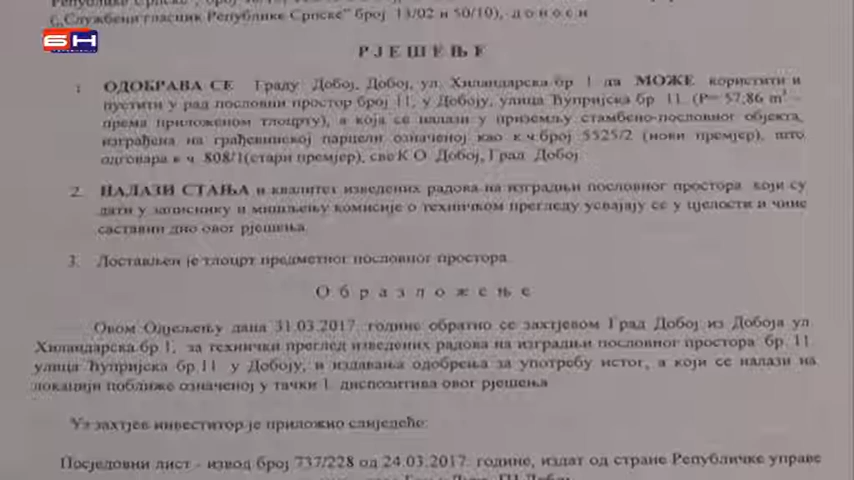 („Службени гласник Републике Српске“ број 13/02 и 50/10), д о н о с и
БН
Р Ј Е Ш Е Њ Е
1. ОДОБРАВА СЕ Граду Добој, Добој, ул. Хиландарска бр 1 да МОЖЕ користити и
пустити у рад пословни простор број 11, у Добоју, улица Ћупријска бр 11. (Р= 57,86 m² –
према приложеном тлоцрту), а која се налази у приземљу стамбено-пословног објекта,
изграђена на грађевинској парцели означеној као к.ч.број 5525/2 (нови премјер), што
одговара к.ч. 808/1(стари премјер), све К.О. Добој, Град Добој.
2. НАЛАЗИ СТАЊА и квалитет изведених радова на изградњи пословног простора који су
дати у записнику и мишљењу комисије о техничком прегледу усвајају се у цјелости и чине
саставни дио овог рјешења.
3. Достављен је тлоцрт предметног пословног простора.
О б р а з л о ж е њ е
Овом Одјељењу дана 31.03.2017. године обратио се захтјевом Град Добој из Добоја ул.
Хиландарска бр.1, за технички преглед изведених радова на изградњи пословног простора бр. 11
улица Ћупријска бр.11 у Добоју, и издавања одобрења за употребу истог, а који се налази на
локацији поближе означеној у тачки 1. диспозитива овог рјешења.
Уз захтјев инвеститор је приложио слиједеће:
Посједовни лист - извод број 737/228 од 24.03.2017. године, издат од стране Републичке управе